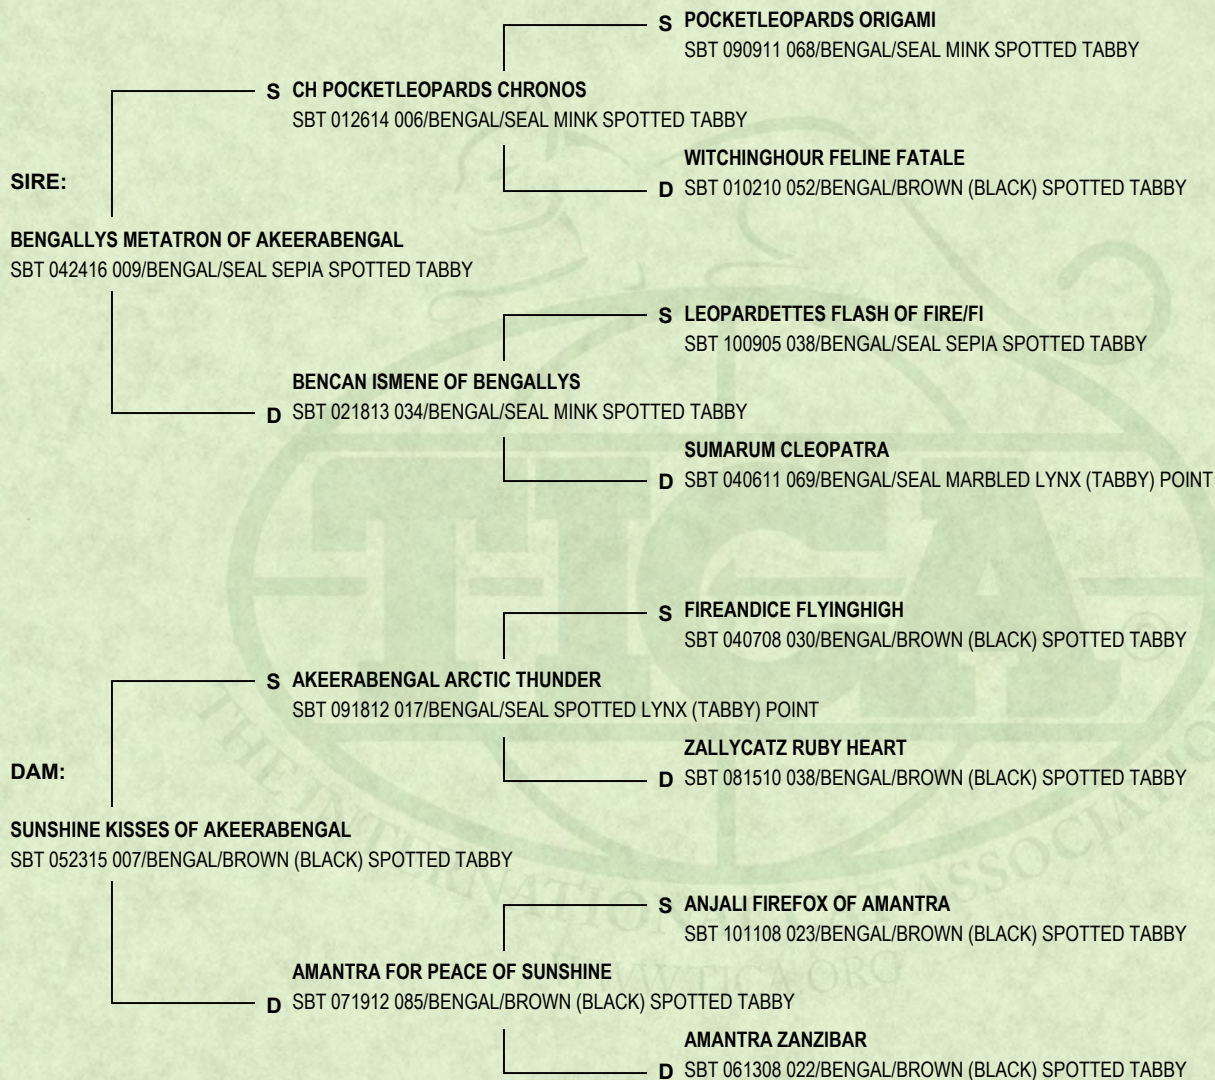 S POCKETLEOPARDS ORIGAMI
SBT 090911 068/BENGAL/SEAL MINK SPOTTED TABBY
S CH POCKETLEOPARDS CHRONOS
SBT 012614 006/BENGAL/SEAL MINK SPOTTED TABBY
WITCHINGHOUR FELINE FATALE
D SBT 010210 052/BENGAL/BROWN (BLACK) SPOTTED TABBY
SIRE:
BENGALLYS METATRON OF AKEERABENGAL
SBT 042416 009/BENGAL/SEAL SEPIA SPOTTED TABBY
S LEOPARDETTES FLASH OF FIRE/FI
SBT 100905 038/BENGAL/SEAL SEPIA SPOTTED TABBY
BENCAN ISMENE OF BENGALLYS
D SBT 021813 034/BENGAL/SEAL MINK SPOTTED TABBY
SUMARUM CLEOPATRA
D SBT 040611 069/BENGAL/SEAL MARBLED LYNX (TABBY) POINT
S FIREANDICE FLYINGHIGH
SBT 040708 030/BENGAL/BROWN (BLACK) SPOTTED TABBY
S AKEERABENGAL ARCTIC THUNDER
SBT 091812 017/BENGAL/SEAL SPOTTED LYNX (TABBY) POINT
ZALLYCATZ RUBY HEART
D SBT 081510 038/BENGAL/BROWN (BLACK) SPOTTED TABBY
DAM:
SUNSHINE KISSES OF AKEERABENGAL
SBT 052315 007/BENGAL/BROWN (BLACK) SPOTTED TABBY
S ANJALI FIREFOX OF AMANTRA
SBT 101108 023/BENGAL/BROWN (BLACK) SPOTTED TABBY
AMANTRA FOR PEACE OF SUNSHINE
D SBT 071912 085/BENGAL/BROWN (BLACK) SPOTTED TABBY
AMANTRA ZANZIBAR
D SBT 061308 022/BENGAL/BROWN (BLACK) SPOTTED TABBY
TICA ®
THE INTERNATIONAL CAT ASSOCIATION
WWW.TICA.ORG